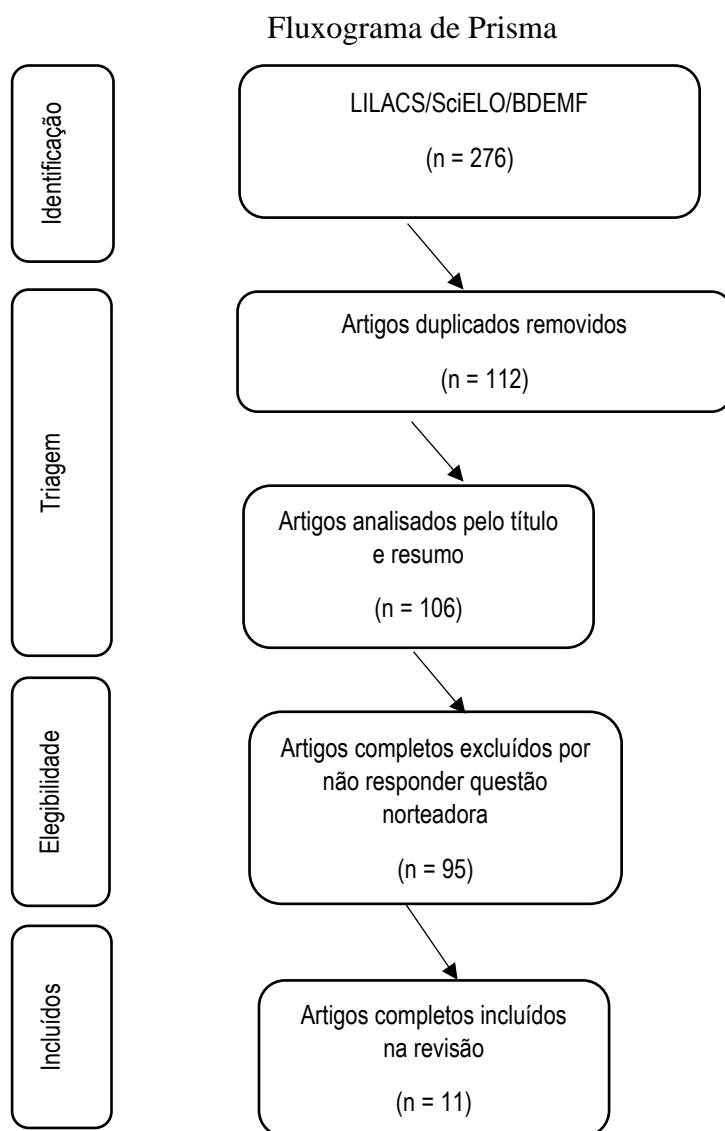 Fluxograma de Prisma
Identificação
LILACS/SciELO/BDEMF
(n = 276)
Triagem
Artigos duplicados removidos
(n = 112)
Artigos analisados pelo título
e resumo
(n = 106)
Elegibilidade
Artigos completos excluídos por
não responder questão
norteadora
(n = 95)
Incluídos
Artigos completos incluídos
na revisão
(n = 11)